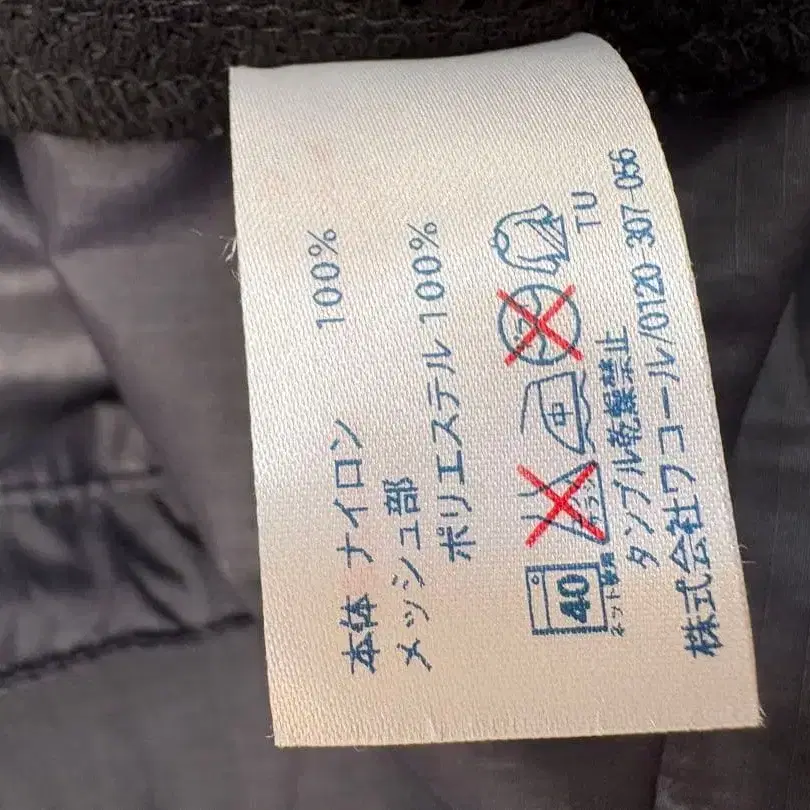 本体 ナイロン 100%
メッシュ部
ポリエステル 100%
40 中
ネット使用 TU
タンブル乾燥禁止
株式会社ワコール/0120-307-056